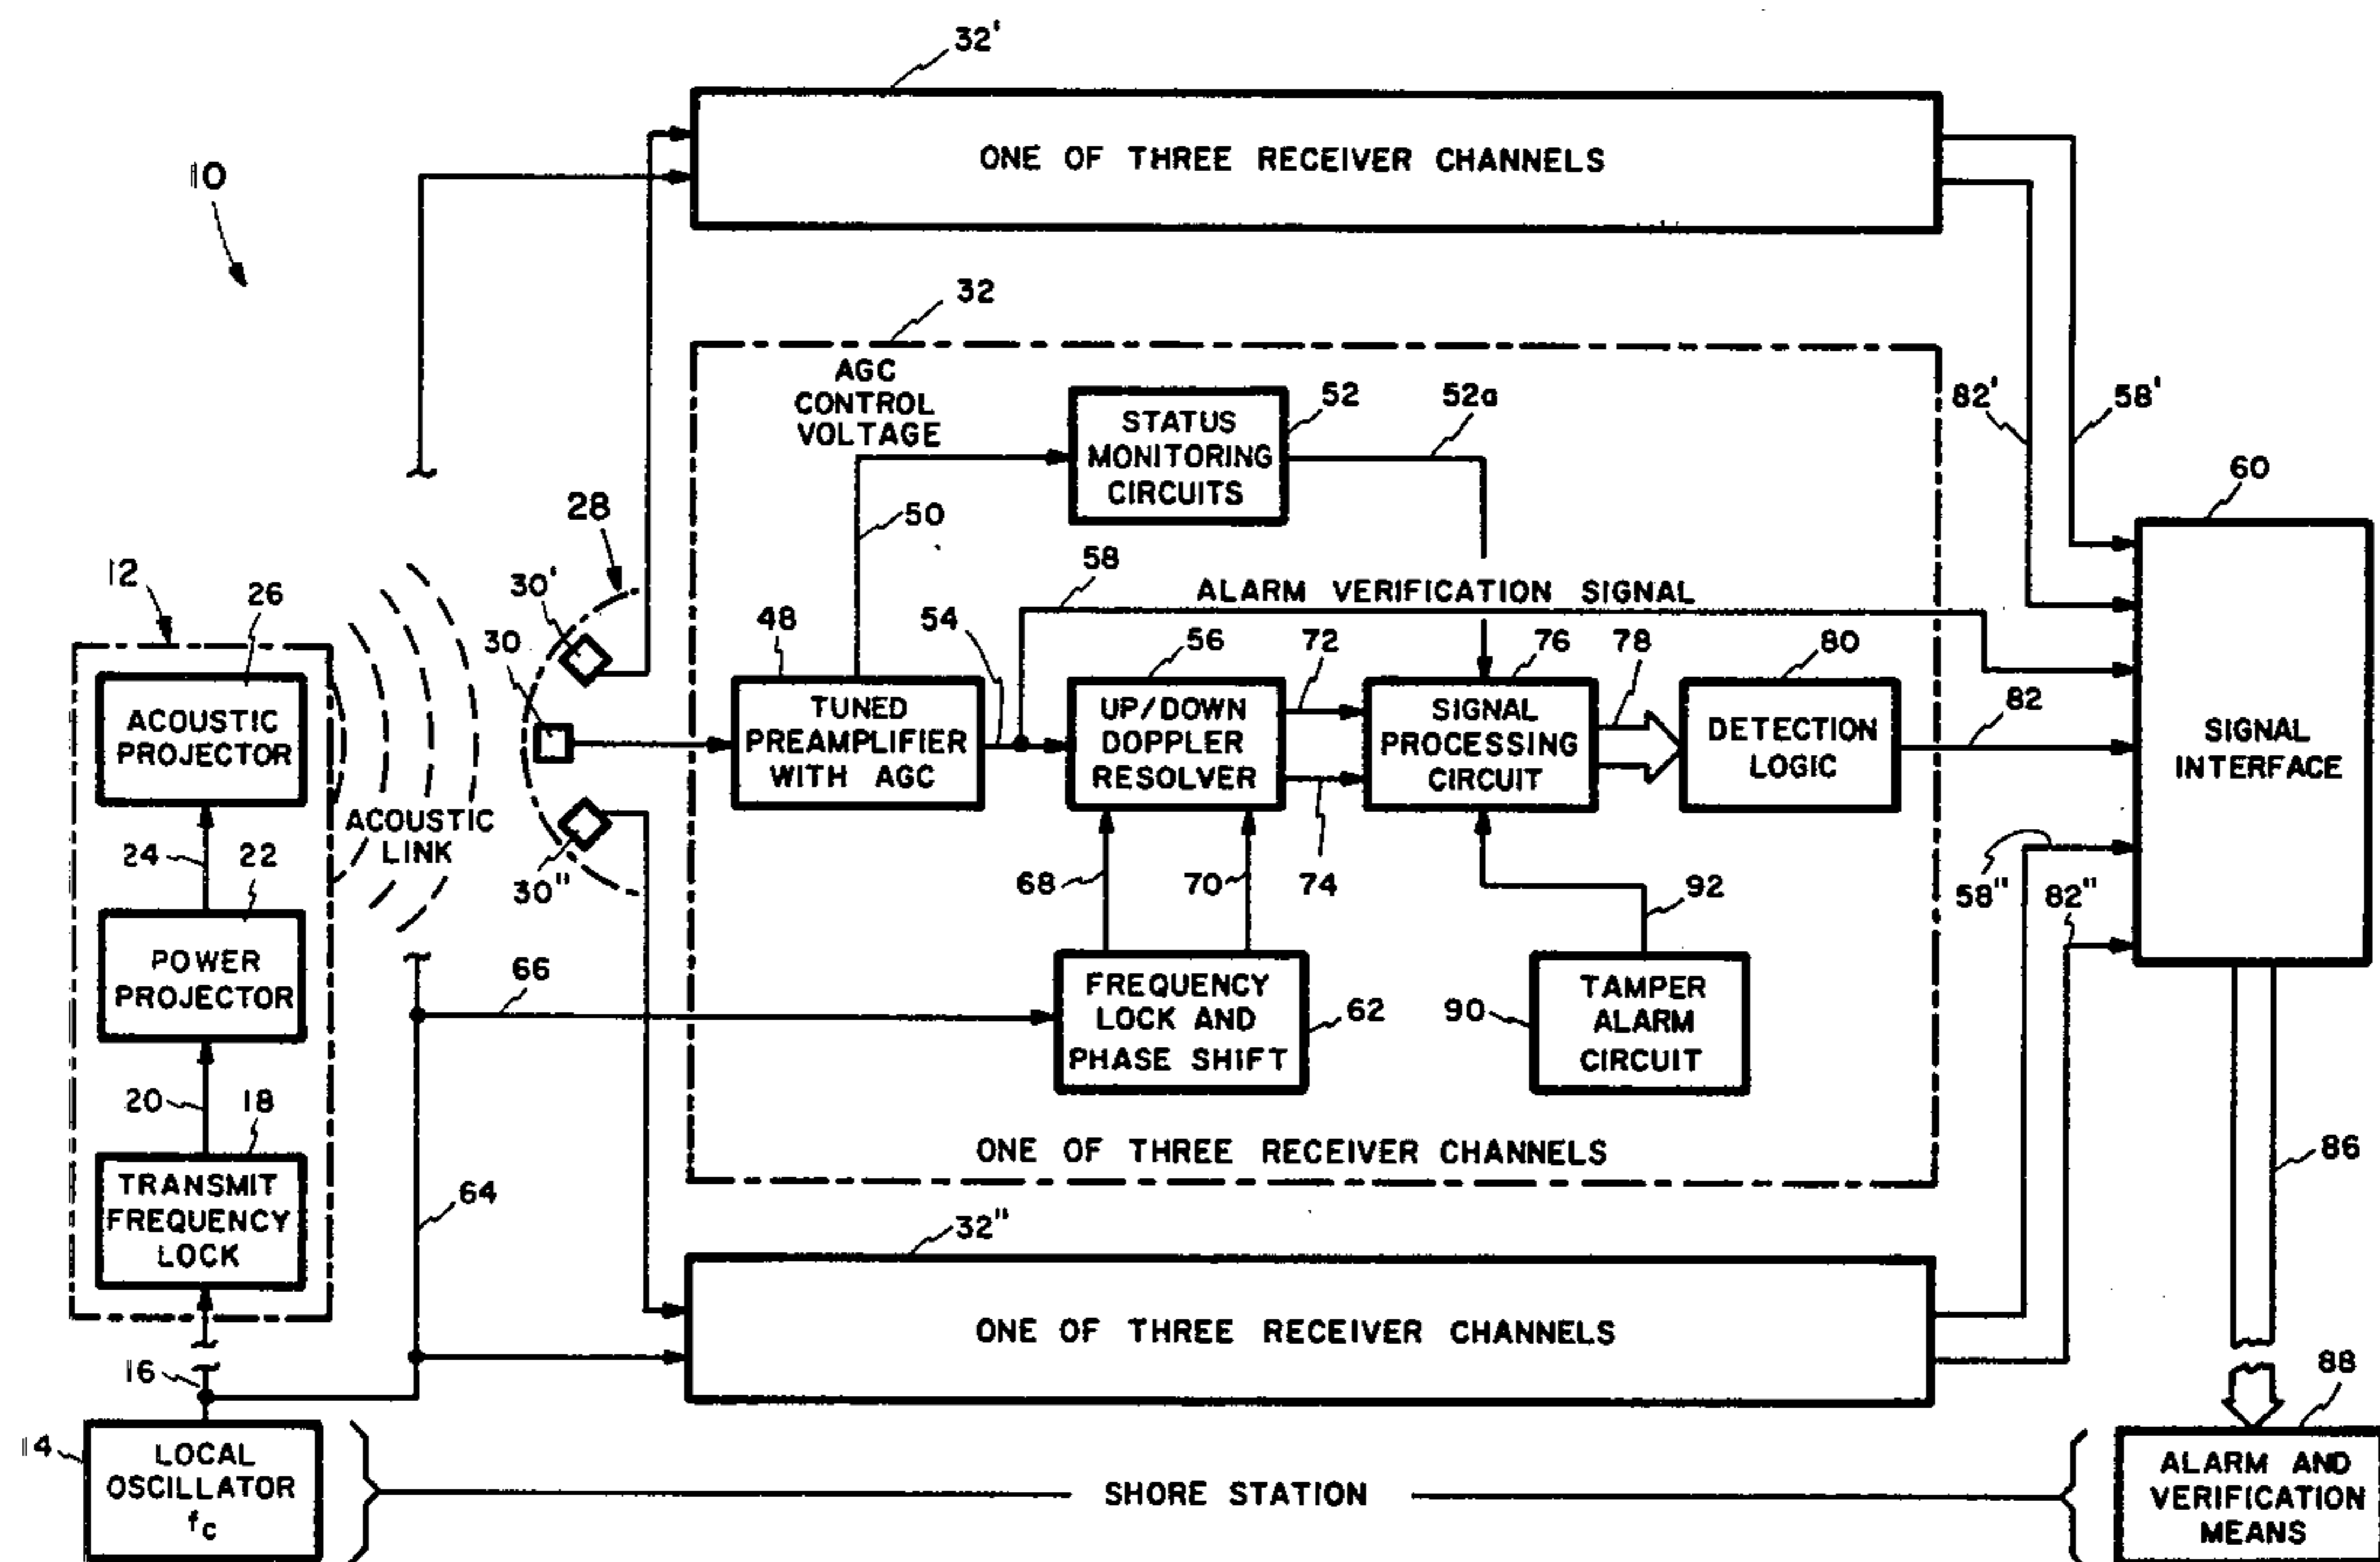 32'
ONE OF THREE RECEIVER CHANNELS
10
32
AGC
CONTROL
VOLTAGE
STATUS
MONITORING
CIRCUITS
52
52a
82'
58'
60
28
50
12
26
30'
58
ALARM VERIFICATION SIGNAL
30
48
54
56
72
76
78
80
ACOUSTIC
PROJECTOR
TUNED
PREAMPLIFIER
WITH AGC
UP/DOWN
DOPPLER
RESOLVER
SIGNAL
PROCESSING
CIRCUIT
DETECTION
LOGIC
82
SIGNAL
INTERFACE
ACOUSTIC
LINK
24
22
30"
68
70
74
92
58"
82"
POWER
PROJECTOR
66
FREQUENCY
LOCK AND
PHASE SHIFT
62
90
TAMPER
ALARM
CIRCUIT
20
18
ONE OF THREE RECEIVER CHANNELS
86
TRANSMIT
FREQUENCY
LOCK
64
32"
ONE OF THREE RECEIVER CHANNELS
16
88
14
LOCAL
OSCILLATOR
fc
SHORE STATION
ALARM AND
VERIFICATION
MEANS